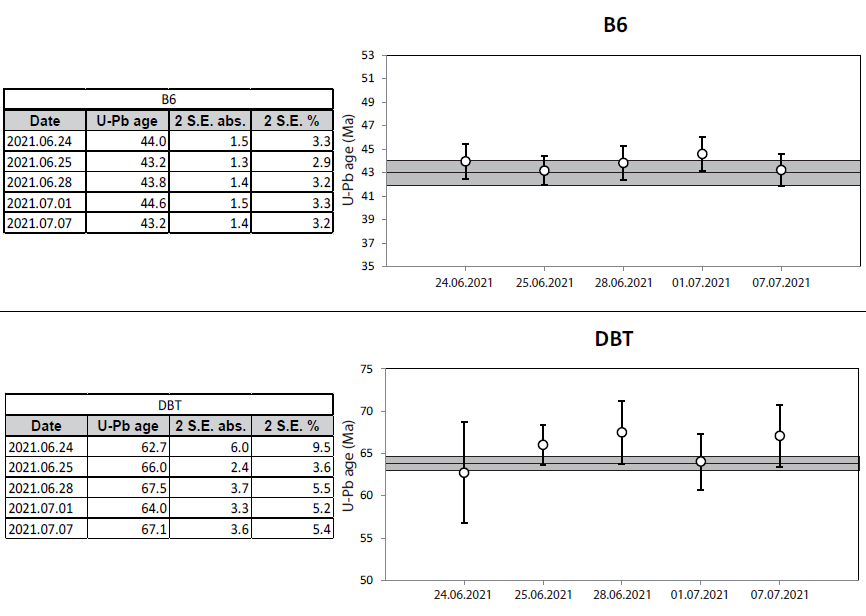 B6
B6
Date U-Pb age 2 S.E. abs. 2 S.E. %
2021.06.24 44.0 1.5 3.3
2021.06.25 43.2 1.3 2.9
2021.06.28 43.8 1.4 3.2
2021.07.01 44.6 1.5 3.3
2021.07.07 43.2 1.4 3.2
U-Pb age (Ma)
53
51
49
47
45
43
41
39
37
35
24.06.2021 25.06.2021 28.06.2021 01.07.2021 07.07.2021
DBT
DBT
Date U-Pb age 2 S.E. abs. 2 S.E. %
2021.06.24 62.7 6.0 9.5
2021.06.25 66.0 2.4 3.6
2021.06.28 67.5 3.7 5.5
2021.07.01 64.0 3.3 5.2
2021.07.07 67.1 3.6 5.4
U-Pb age (Ma)
75
70
65
60
55
50
24.06.2021 25.06.2021 28.06.2021 01.07.2021 07.07.2021